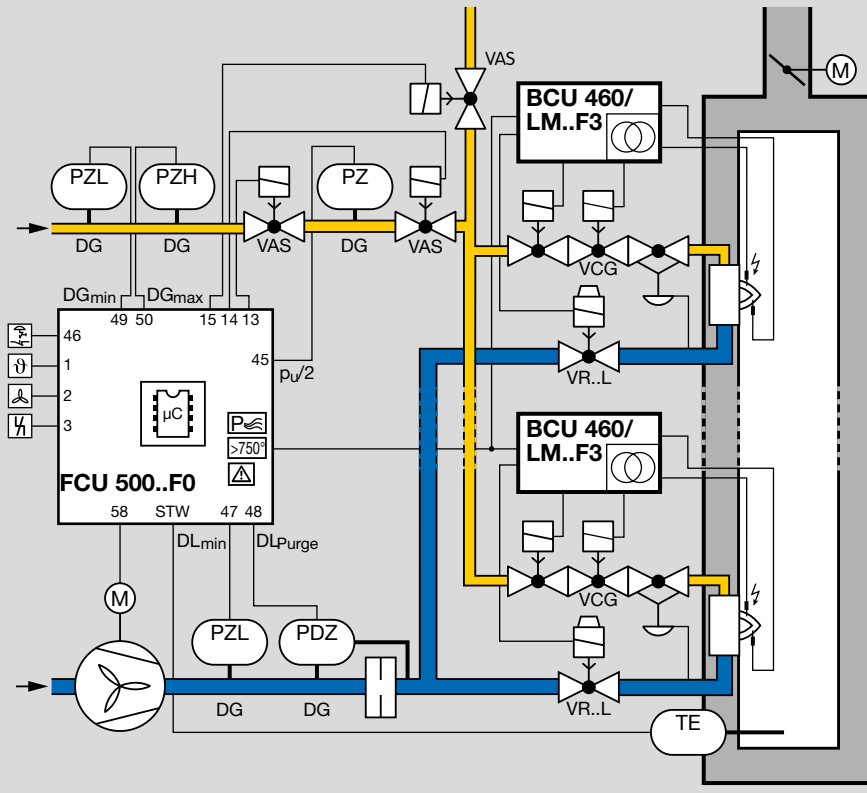 VAS
M
BCU 460/
LM..F3
PZL
PZH
PZ
DG
DG
VAS
DG
VAS
VCG
DGmin
DGmax
49
50
15
14
13
46
1
2
3
45
pu/2
VR..L
µC
P
>750°
BCU 460/
LM..F3
FCU 500..F0
58
STW
47
48
DLmin
DLPurge
VCG
M
PZL
PDZ
DG
DG
VR..L
TE
ϑ